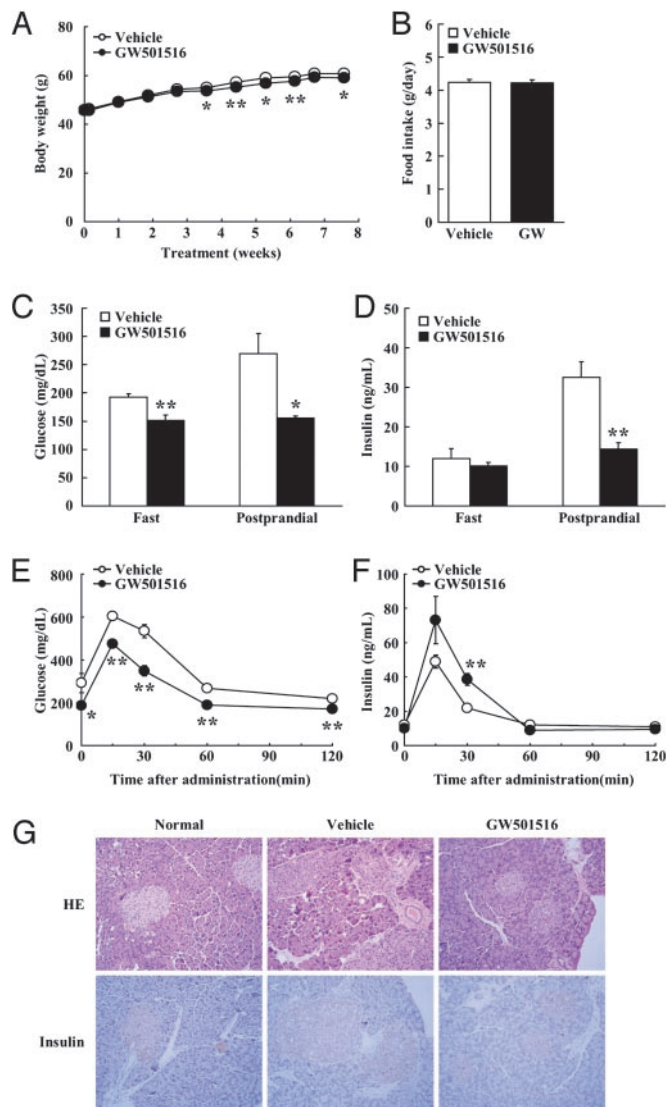 A
Vehicle
GW501516
Body weight (g)
80
60
40
20
0
* ** * ** *
0 1 2 3 4 5 6 7 8
Treatment (weeks)
B
Vehicle
GW501516
Food intake (g/day)
6
5
4
3
2
1
0
Vehicle GW
C
Vehicle
GW501516
Glucose (mg/dL)
350
300
250
200
150
100
50
0
** *
Fast Postprandial
D
Vehicle
GW501516
Insulin (ng/mL)
50
40
30
20
10
0
**
Fast Postprandial
E
Vehicle
GW501516
Glucose (mg/dL)
800
600
400
200
0
* ** ** ** **
0 30 60 90 120
Time after administration(min)
F
Vehicle
GW501516
Insulin (ng/mL)
100
80
60
40
20
0
**
0 30 60 90 120
Time after administration(min)
G
Normal Vehicle GW501516
HE
Insulin